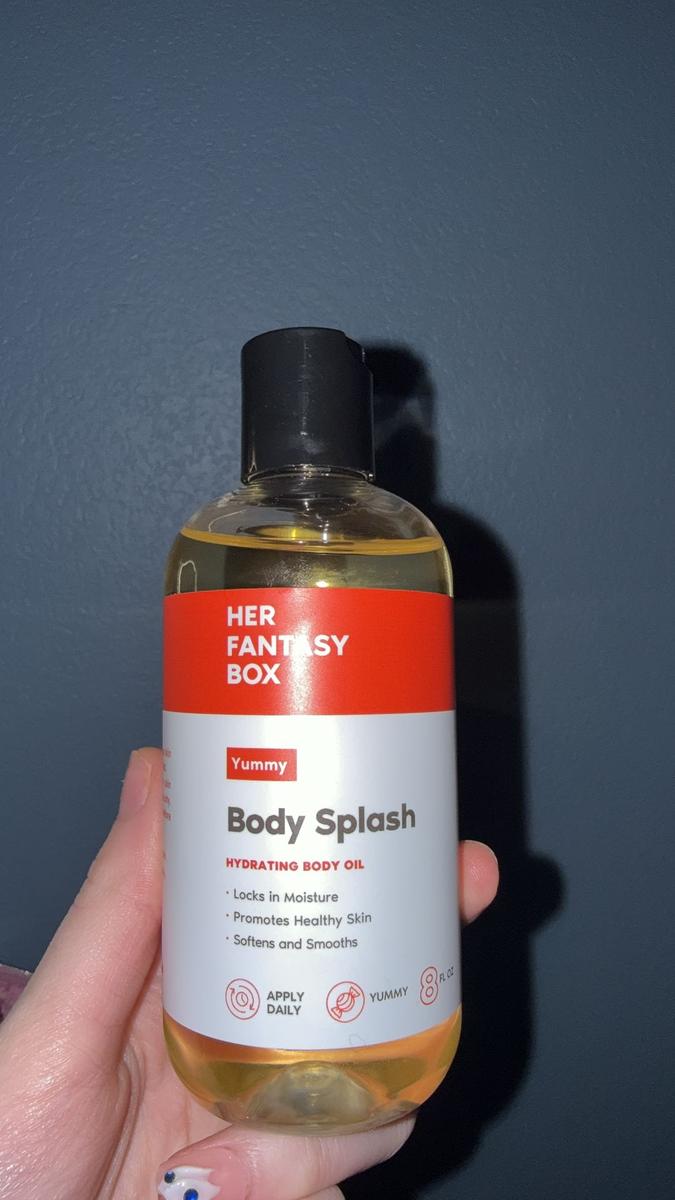 HER
FANTASY
BOX
Yummy
Body Splash
HYDRATING BODY OIL
· Locks in Moisture
· Promotes Healthy Skin
· Softens and Smooths
APPLY
DAILY
YUMMY
8 FL OZ